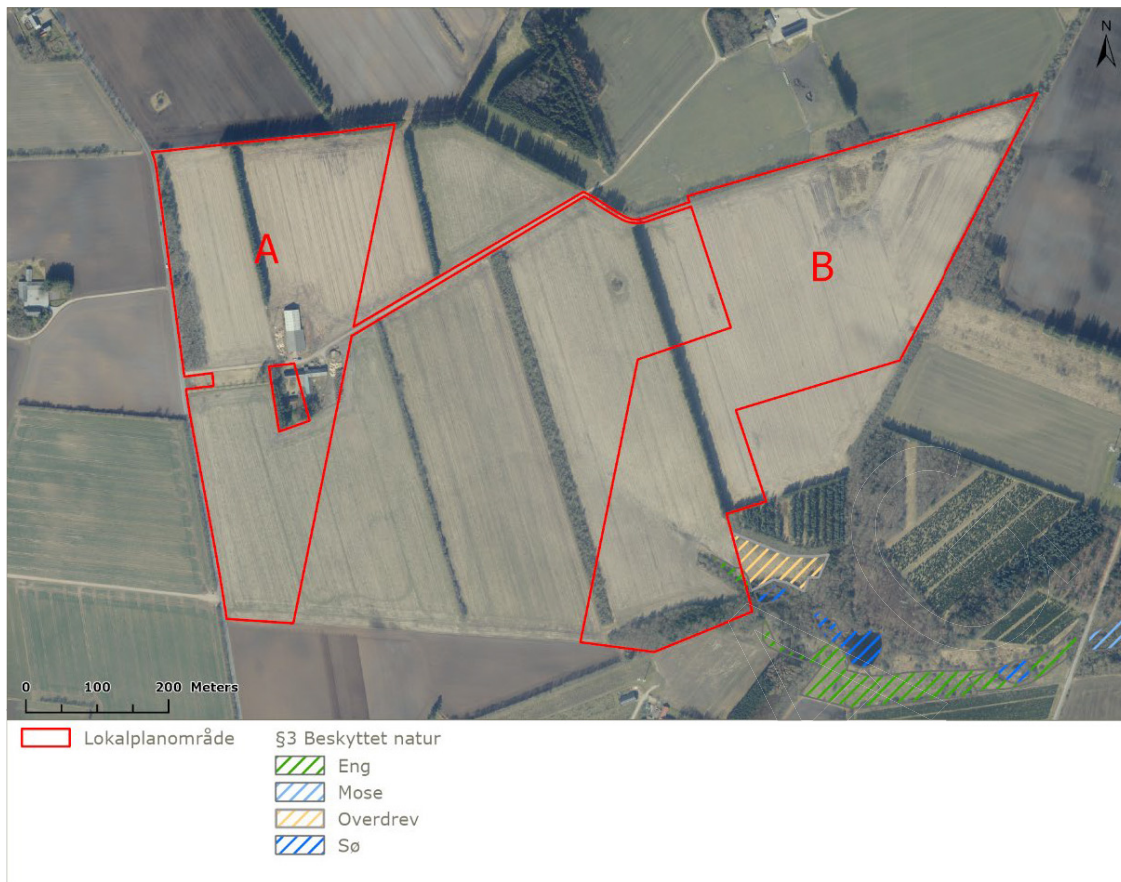 N
A
B
0 100 200 Meters
Lokalplanområde
§3 Beskyttet natur
Eng
Mose
Overdrev
Sø